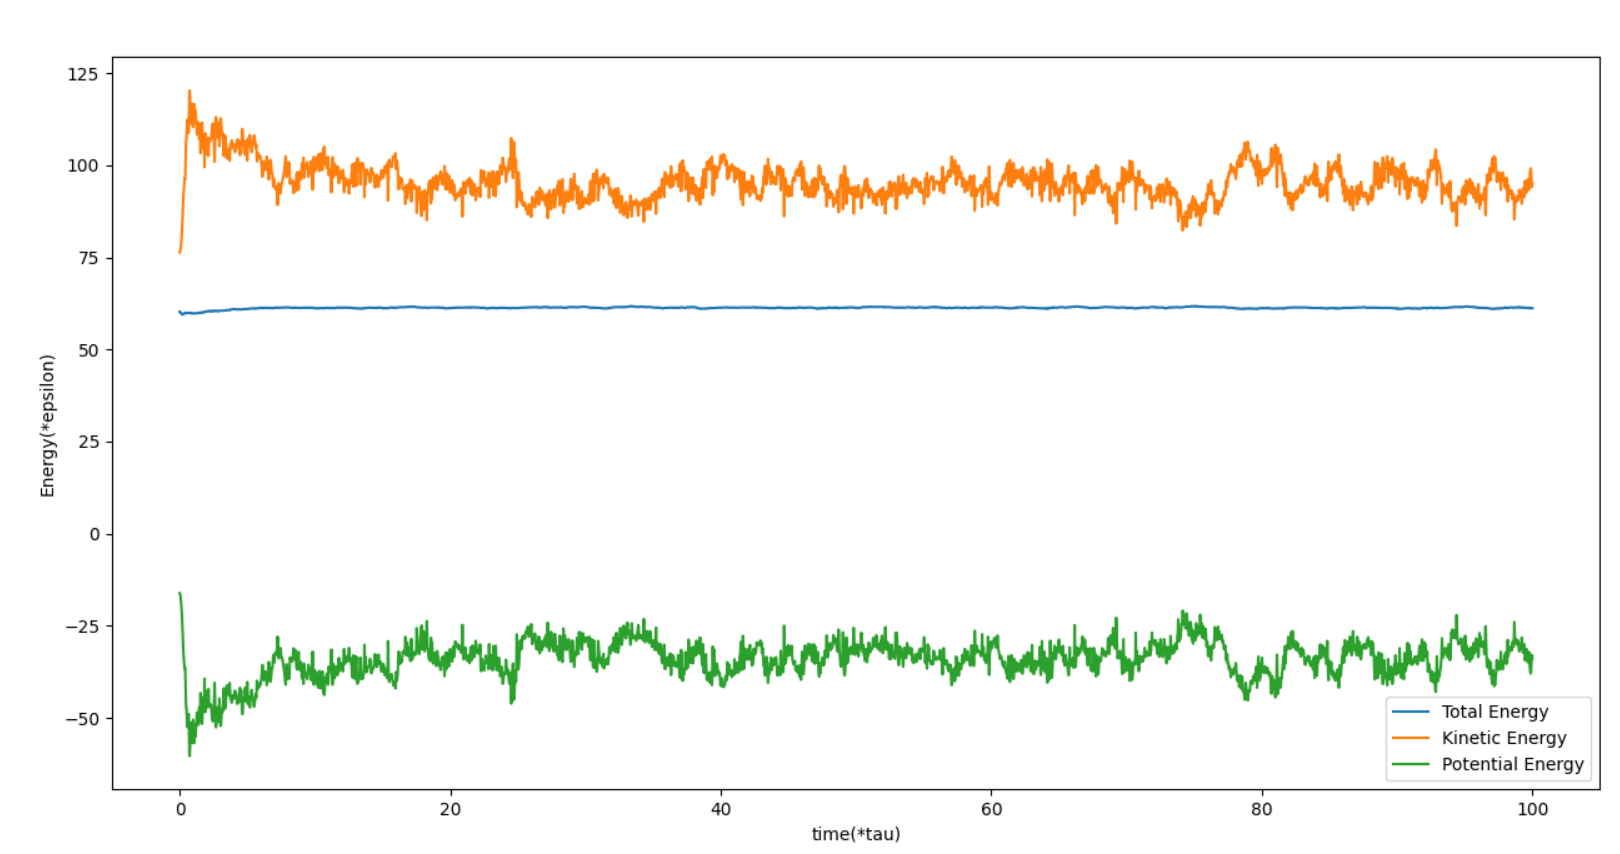 125
100
75
50
25
0
−25
−50
Energy(*epsilon)
0 20 40 60 80 100
time(*tau)
Total Energy
Kinetic Energy
Potential Energy